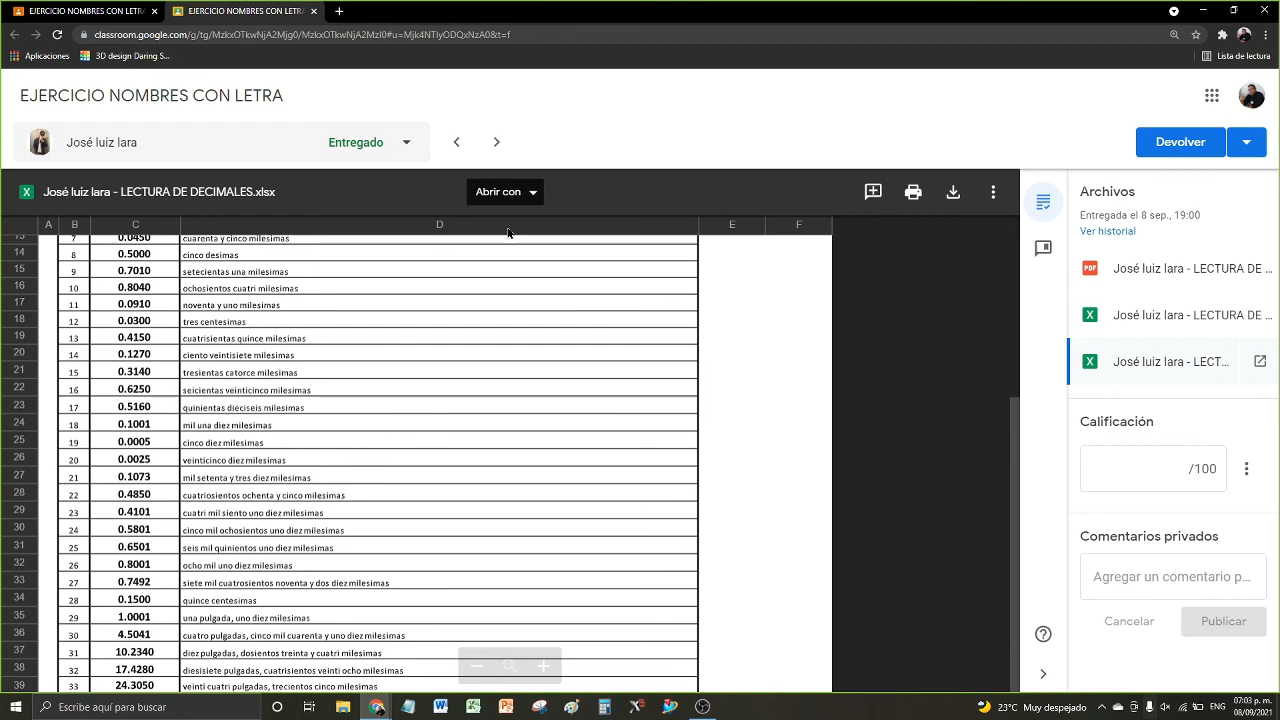 EJERCICIO NOMBRES CON LETRA
EJERCICIO NOMBRES CON LETRA
classroom.google.com/g/tg/MzkxOTkwNjA2Mjg0/MzkxOTkwNjA2MzI0#u=Mjk4NTIyODQxNzA0&t=f
Aplicaciones
3D design Daring S...
Lista de lectura
EJERCICIO NOMBRES CON LETRA
José luiz lara
Entregado
Devolver
José luiz lara - LECTURA DE DECIMALES.xlsx
Abrir con
A B C D E F
13 7 0.0450 cuarenta y cinco milesimas
14 8 0.5000 cinco desimas
15 9 0.7010 setecientas una milesimas
16 10 0.8040 ochosientos cuatri milesimas
17 11 0.0910 noventa y uno milesimas
18 12 0.0300 tres centesimas
19 13 0.4150 cuatrisientas quince milesimas
20 14 0.1270 ciento veintisiete milesimas
21 15 0.3140 tresientas catorce milesimas
22 16 0.6250 seicientas veinticinco milesimas
23 17 0.5160 quinientas dieciseis milesimas
24 18 0.1001 mil una diez milesimas
25 19 0.0005 cinco diez milesimas
26 20 0.0025 veinticinco diez milesimas
27 21 0.1073 mil setenta y tres diez milesimas
28 22 0.4850 cuatriosientos ochenta y cinco milesimas
29 23 0.4101 cuatri mil siento uno diez milesimas
30 24 0.5801 cinco mil ochosientos uno diez milesimas
31 25 0.6501 seis mil quinientos uno diez milesimas
32 26 0.8001 ocho mil uno diez milesimas
33 27 0.7492 siete mil cuatrosientos noventa y dos diez milesimas
34 28 0.1500 quince centesimas
35 29 1.0001 una pulgada, uno diez milesimas
36 30 4.5041 cuatro pulgadas, cinco mil cuarenta y uno diez milesimas
37 31 10.2340 diez pulgadas, dosientos treinta y cuatri milesimas
38 32 17.4280 diesisiete pulgadas, cuatrisientos veinti ocho milesimas
39 33 24.3050 veinti cuatri pulgadas, trecientos cinco milesimas
Archivos
Entregada el 8 sep., 19:00
Ver historial
PDF José luiz lara - LECTURA DE ...
X José luiz lara - LECTURA DE ...
X José luiz lara - LECT...
Calificación
/100
Comentarios privados
Agregar un comentario p...
Cancelar
Publicar
Escribe aquí para buscar
23°C Muy despejado
ENG
07:03 p. m.
08/09/2021